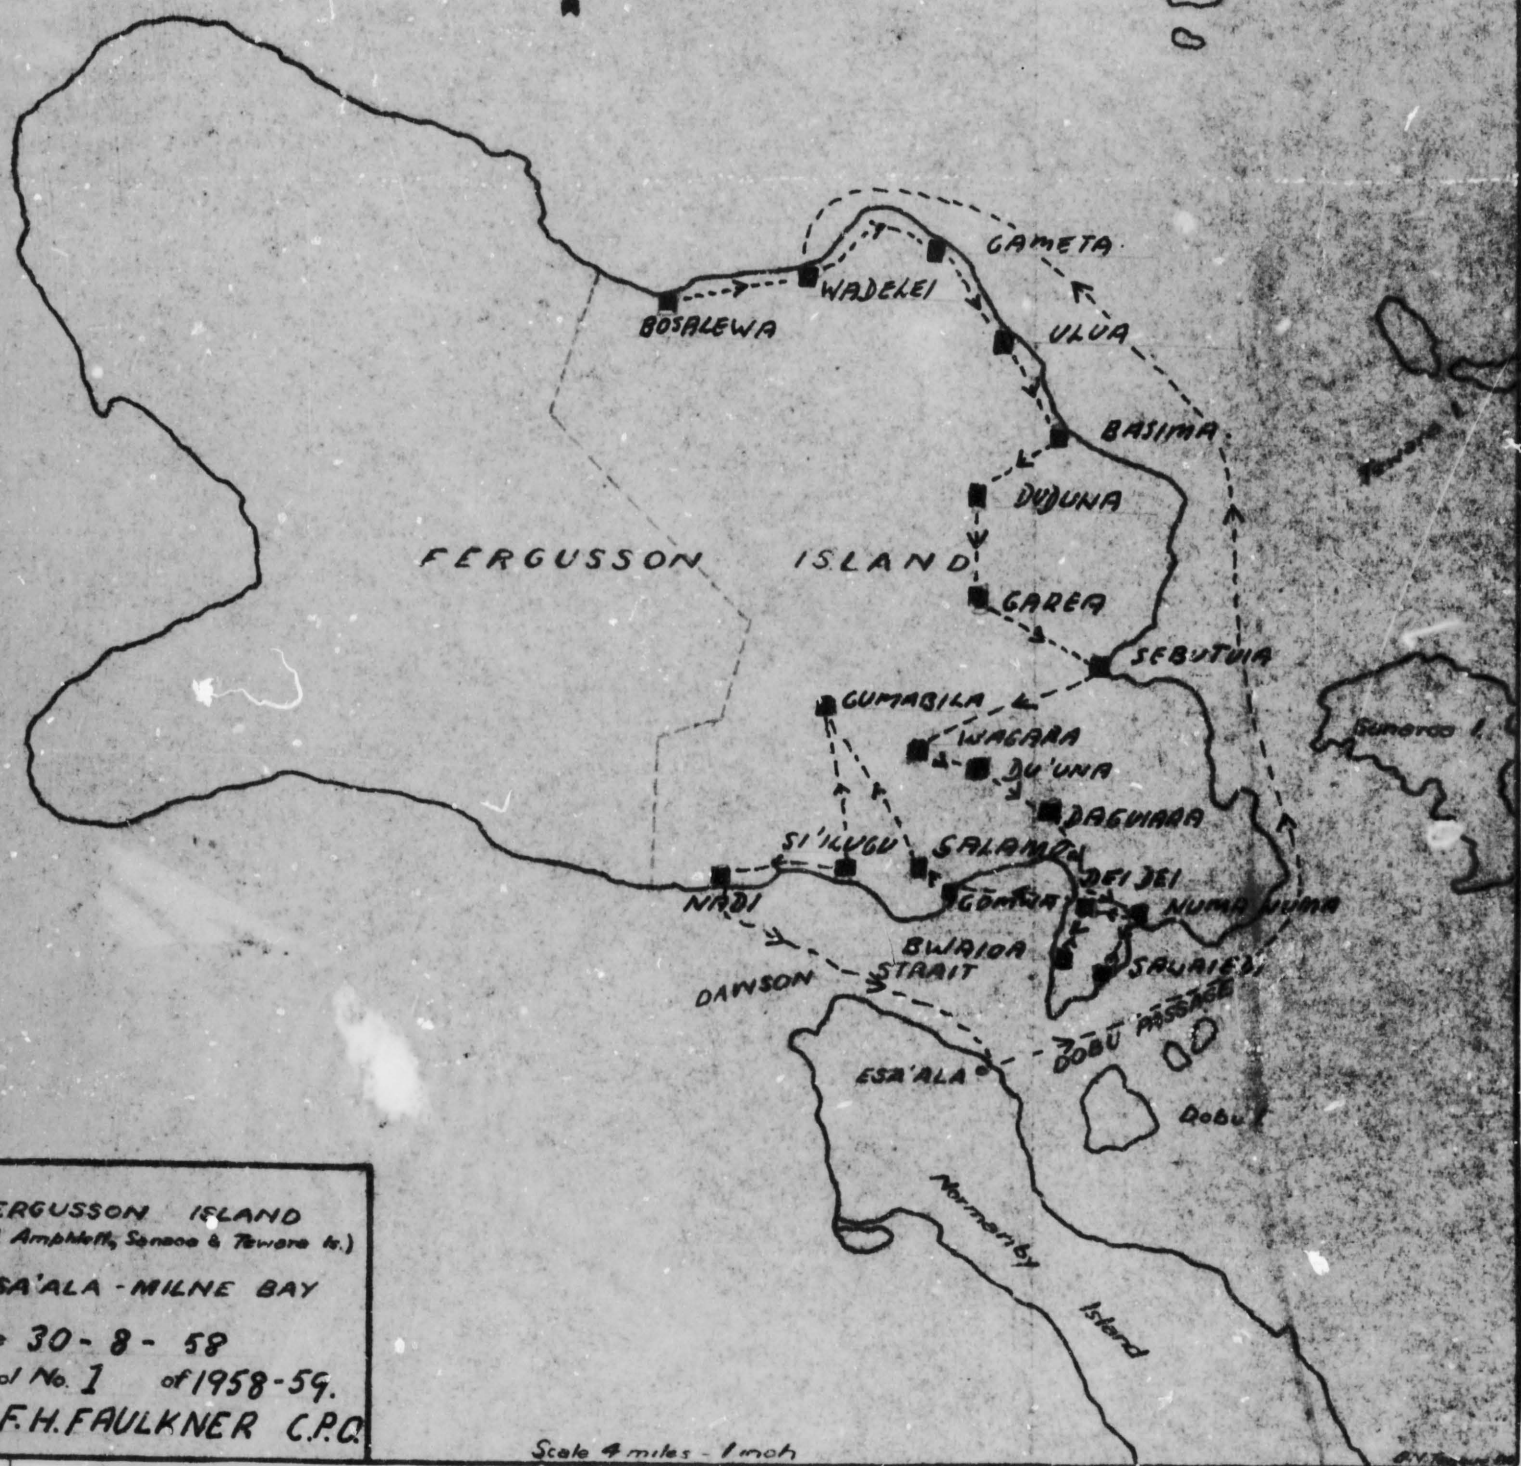 GAMETA
WADELEI
BOSALEWA
ULUA
BASIMA
Tewara I.
DUDUNA
FERGUSSON ISLAND
GAREA
SEBUTUIA
GUMABILA
WAGARA
DU'UNA
DAGUIARA
SI'ILUGU
SALAMO
DEI DEI
NADI
GOMWA
NUMA NUMA
BWAIOA
SAUAIEDI
DAWSON STRAIT
DOBU PASSAGE
ESA'ALA
Dobu I
Normanby Island
ERGUSSON ISLAND
Amphlett, Sanaroa & Tewara Is.)
SA'ALA - MILNE BAY
30 - 8 - 58
ol No. 1 of 1958-59.
F.H. FAULKNER C.P.O.
Scale 4 miles - 1 inch